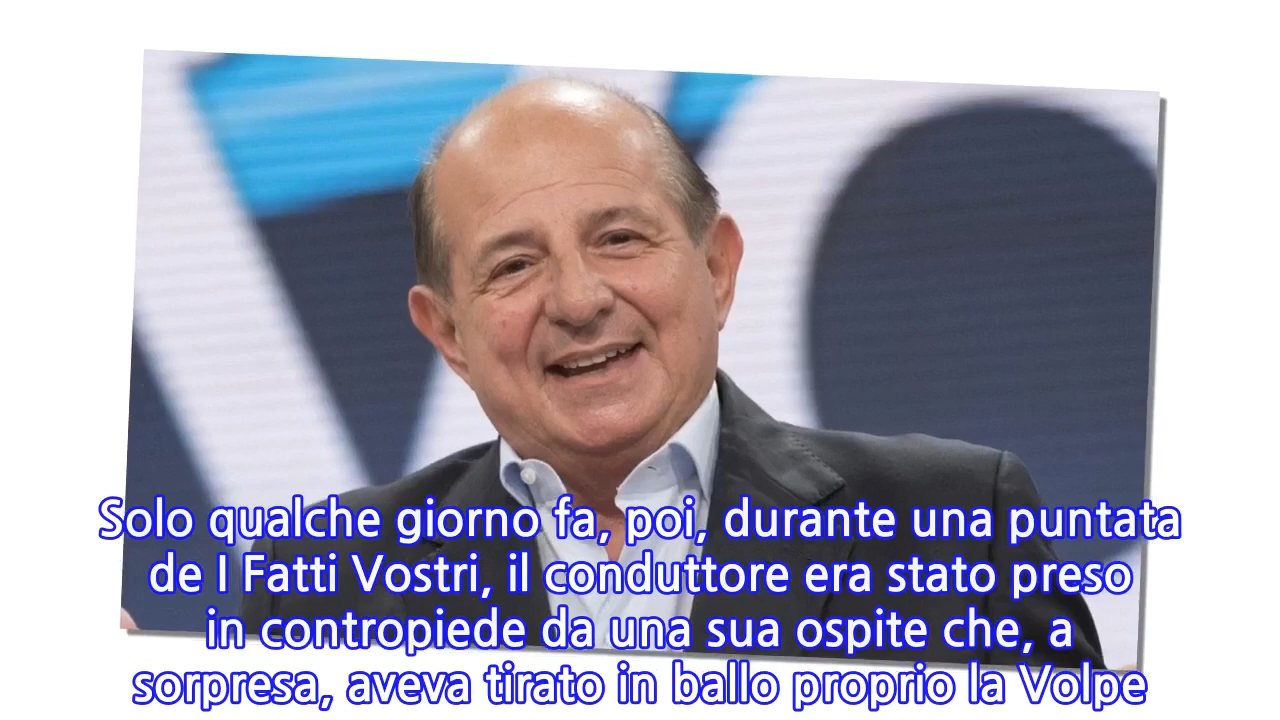 Solo qualche giorno fa, poi, durante una puntata
de I Fatti Vostri, il conduttore era stato preso
in contropiede da una sua ospite che, a
sorpresa, aveva tirato in ballo proprio la Volpe